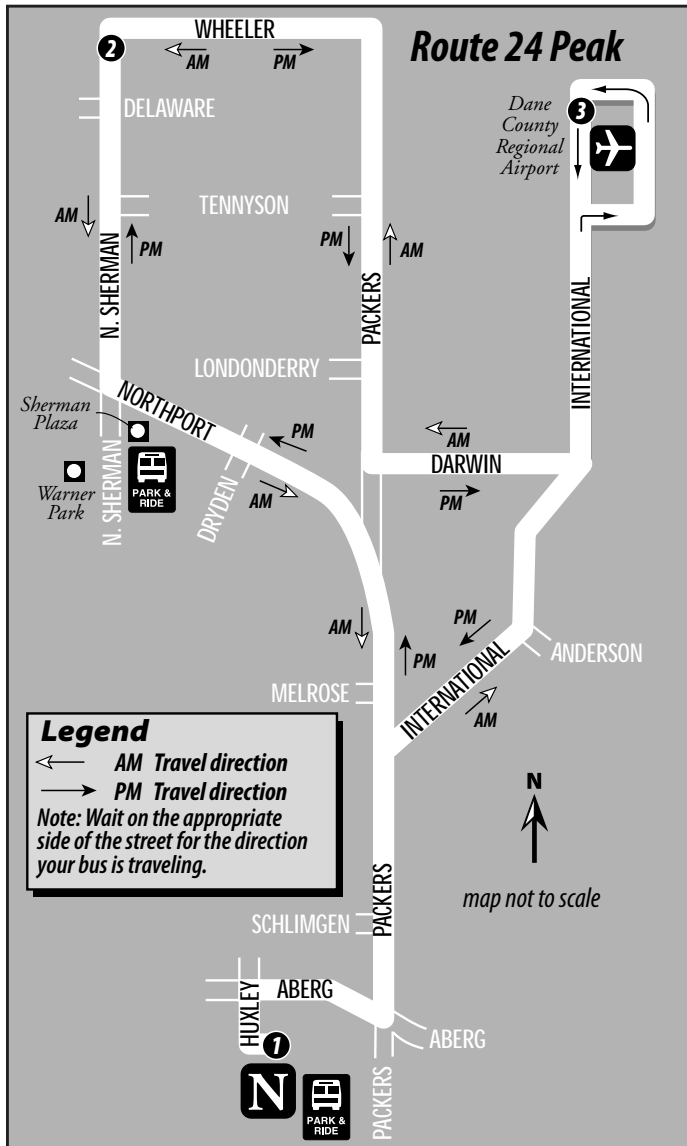 Route 24 Peak
WHEELER
2
AM
PM
DELAWARE
3
Dane
County
Regional
Airport
TENNYSON
AM
PM
PM
AM
N. SHERMAN
PACKERS
INTERNATIONAL
LONDONDERRY
NORTHPORT
Sherman
Plaza
PM
AM
DARWIN
PM
Warner
Park
N. SHERMAN
PARK &
RIDE
DRYDEN
AM
AM
PM
PM
ANDERSON
MELROSE
INTERNATIONAL
AM
Legend
AM Travel direction
PM Travel direction
Note: Wait on the appropriate
side of the street for the direction
your bus is traveling.
N
map not to scale
PACKERS
SCHLIMGEN
HUXLEY
ABERG
1
ABERG
N
PARK &
RIDE
PACKERS